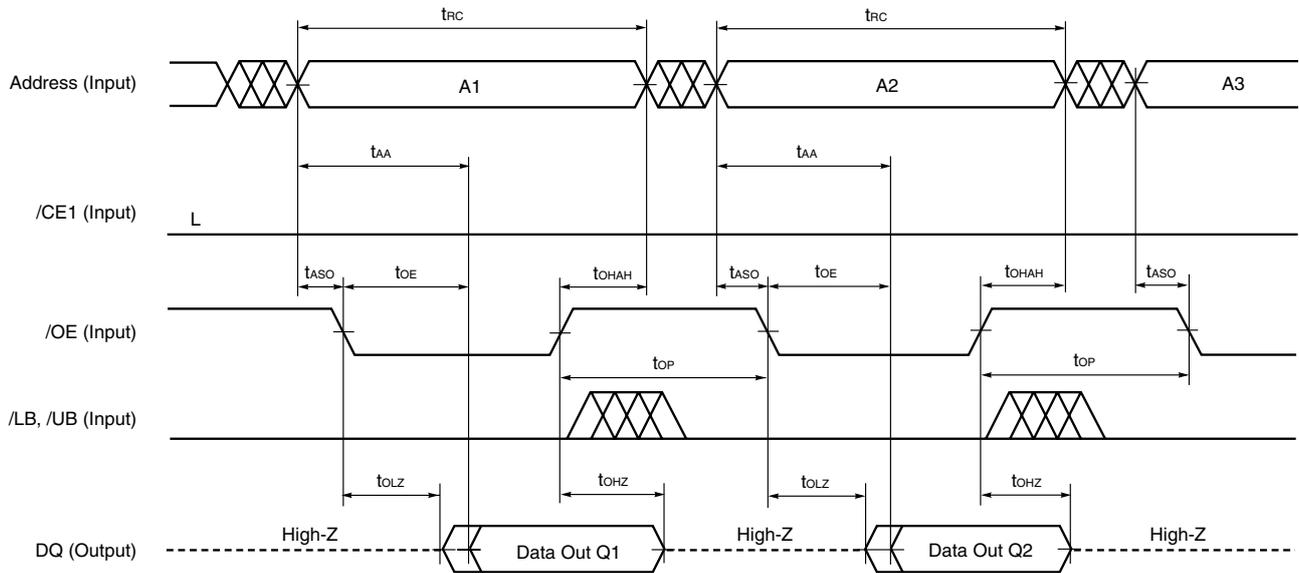 tRC tRC
Address (Input) A1 A2 A3
tAA tAA
/CE1 (Input) L
tASO tOE tOHAH tASO tOE tOHAH tASO
/OE (Input)
tOP tOP
/LB, /UB (Input)
tOLZ tOHZ tOLZ tOHZ
High-Z High-Z High-Z
DQ (Output) Data Out Q1 Data Out Q2